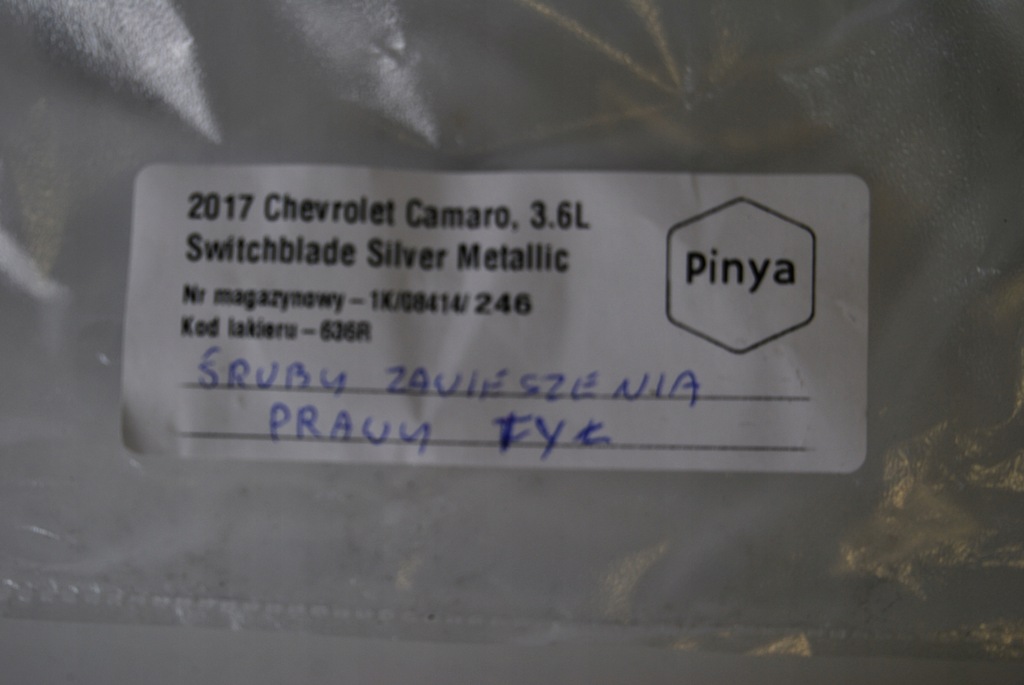 2017 Chevrolet Camaro, 3.6L
Switchblade Silver Metallic
Pinya
Nr magazynowy – 1K/08414/ 246
Kod lakieru – 636R
ŚRUBY ZAWIESZENIA
PRAWY TYŁ